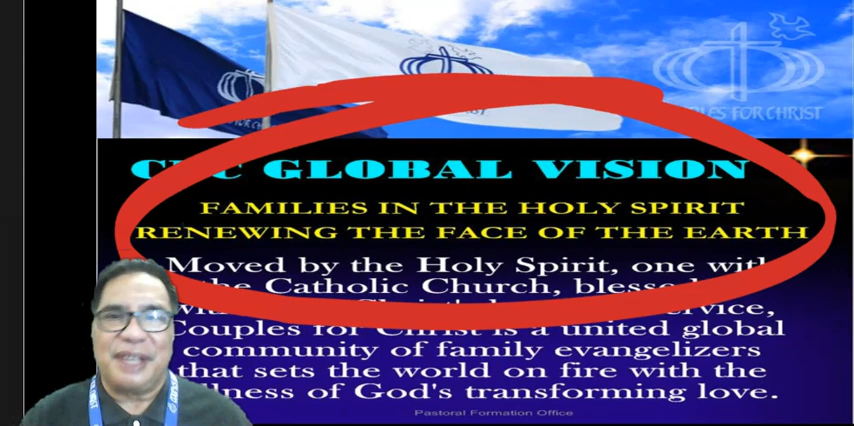 COUPLES FOR CHRIST
GLOBAL VISION
FAMILIES IN THE HOLY SPIRIT
RENEWING THE FACE OF THE EARTH
Moved by the Holy Spirit, one with
the Catholic Church, blessed
Christ's
Couples for Christ is a united global
community of family evangelizers
that sets the world on fire with the
of God's transforming love.
Pastoral Formation Office